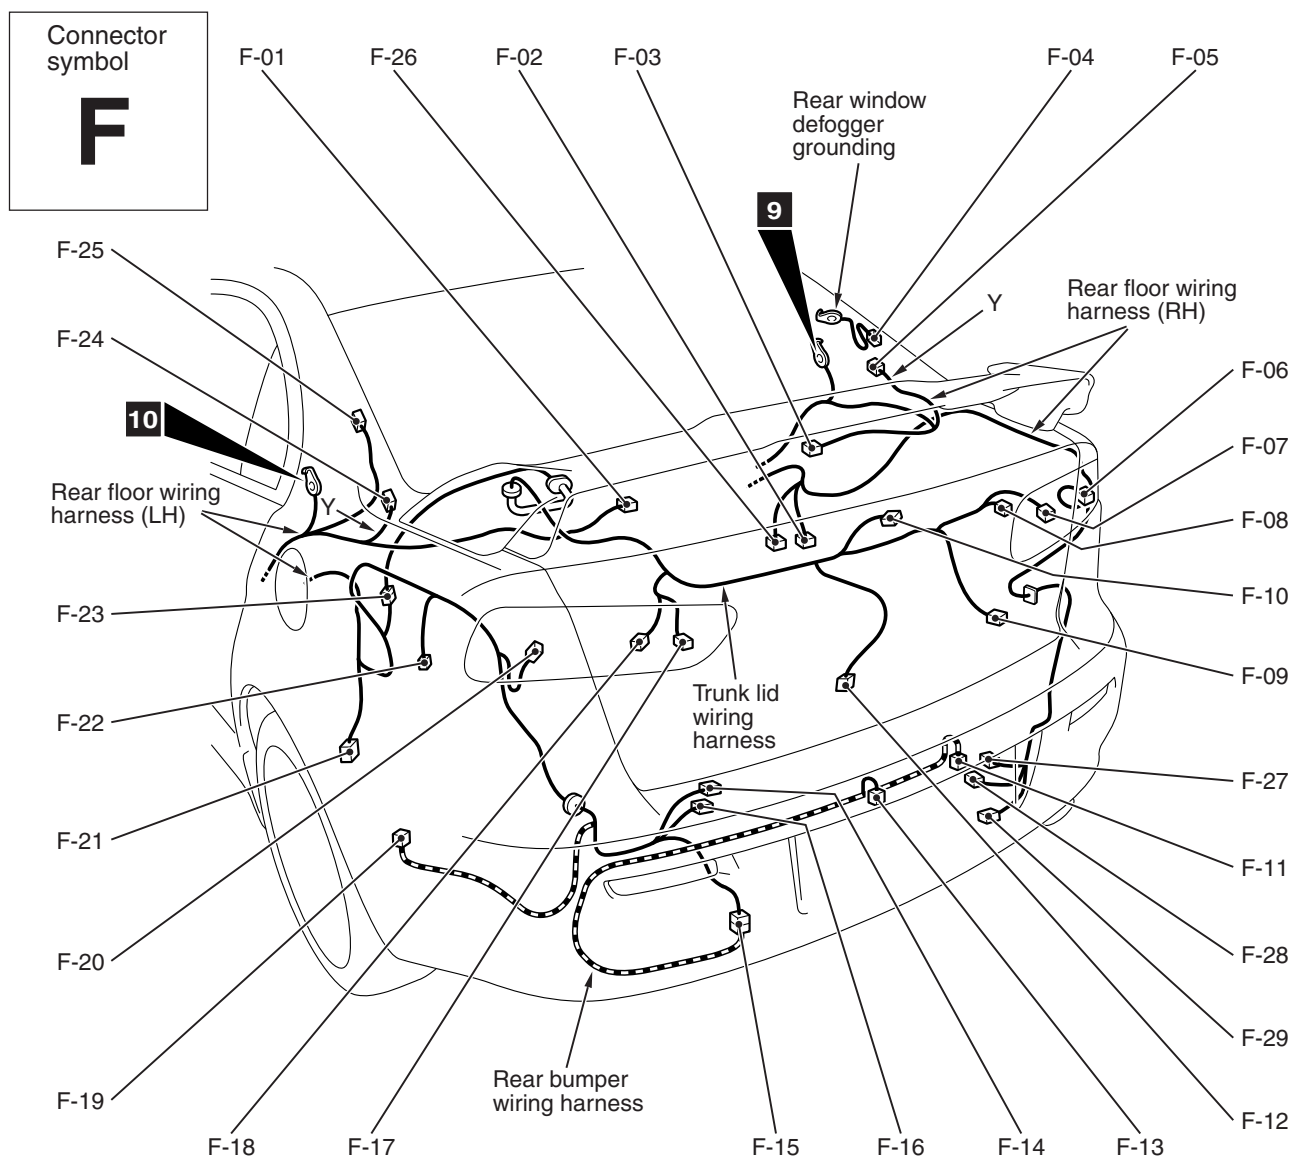 Connector
symbol
F
F-01
F-26
F-02
F-03
F-04
F-05
Rear window
defogger
grounding
9
F-25
Y
Rear floor wiring
harness (RH)
F-24
F-06
10
F-07
Rear floor wiring
harness (LH)
Y
F-08
F-23
F-10
F-09
F-22
Trunk lid
wiring
harness
F-27
F-21
F-11
F-20
F-28
F-29
F-19
Rear bumper
wiring harness
F-12
F-18
F-17
F-15
F-16
F-14
F-13